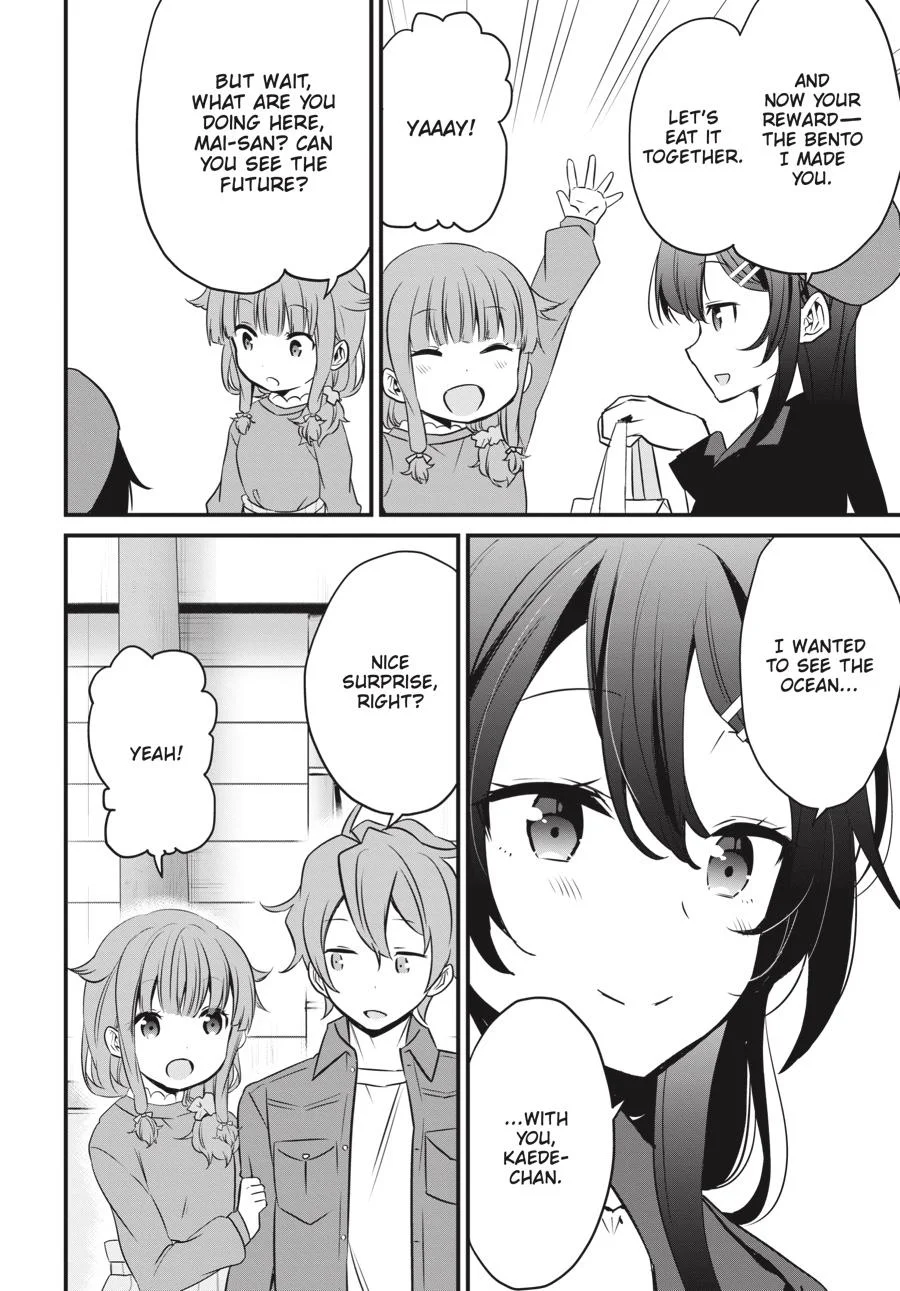 AND
NOW YOUR
REWARD—
THE BENTO
I MADE
YOU.
LET'S
EAT IT
TOGETHER.
YAAAY!
BUT WAIT,
WHAT ARE YOU
DOING HERE,
MAI-SAN? CAN
YOU SEE THE
FUTURE?
I WANTED
TO SEE THE
OCEAN...
...WITH
YOU,
KAEDE-
CHAN.
NICE
SURPRISE,
RIGHT?
YEAH!